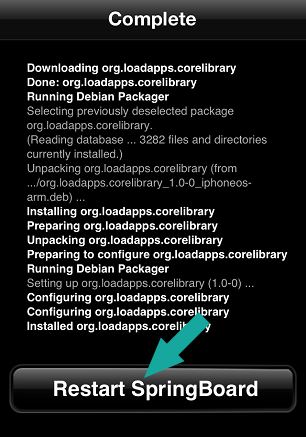 Complete
Downloading org.loadapps.corelibrary
Done: org.loadapps.corelibrary
Running Debian Packager
Selecting previously deselected package
org.loadapps.corelibrary.
(Reading database ... 3282 files and directories
currently installed.)
Unpacking org.loadapps.corelibrary (from
.../org.loadapps.corelibrary_1.0-0_iphoneos-
arm.deb) ...
Installing org.loadapps.corelibrary
Preparing org.loadapps.corelibrary
Unpacking org.loadapps.corelibrary
Preparing to configure org.loadapps.corelibrary
Running Debian Packager
Setting up org.loadapps.corelibrary (1.0-0) ...
Configuring org.loadapps.corelibrary
Configuring org.loadapps.corelibrary
Installed org.loadapps.corelibrary
Restart SpringBoard